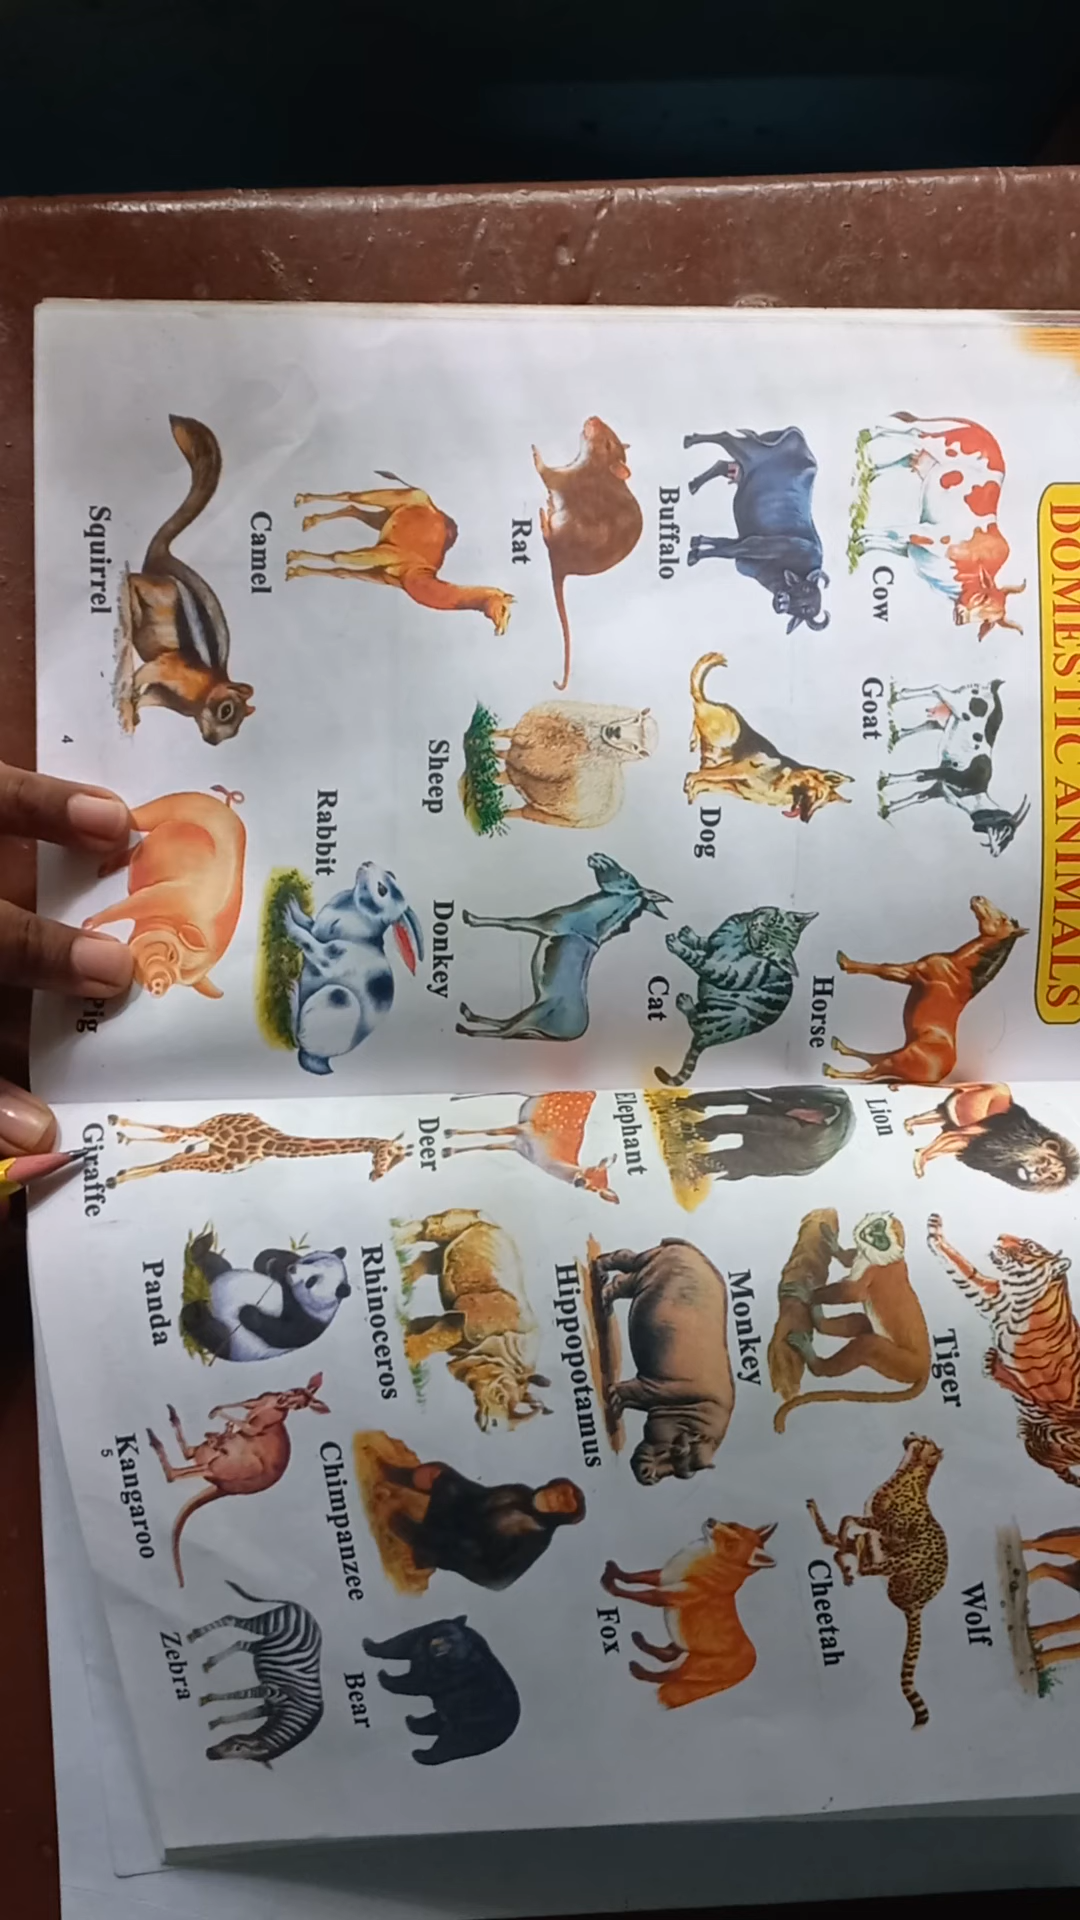 DOMESTIC ANIMALS
Cow
Goat
Horse
Buffalo
Dog
Cat
Rat
Sheep
Donkey
Camel
Rabbit
Squirrel
Pig
4
Lion
Tiger
Wolf
Elephant
Monkey
Cheetah
Deer
Hippopotamus
Fox
Giraffe
Rhinoceros
Chimpanzee
Bear
Panda
Kangaroo
Zebra
5